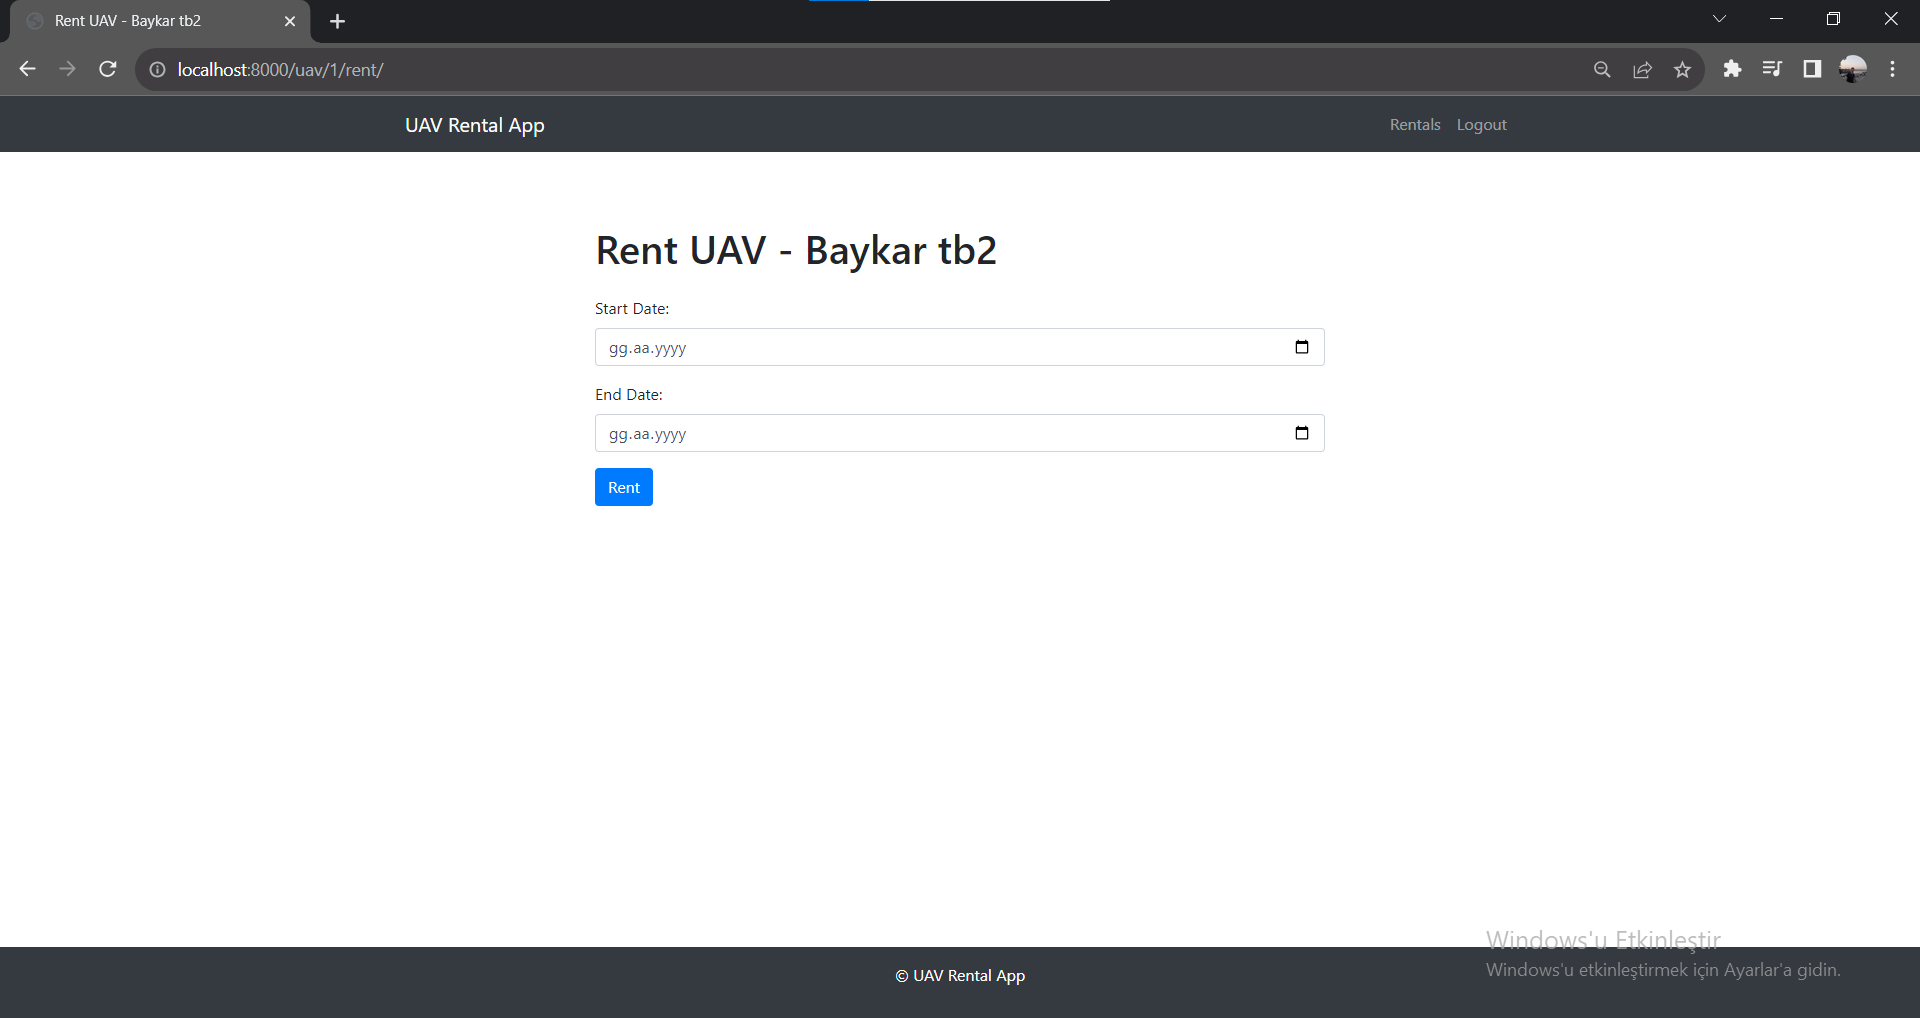 Rent UAV - Baykar tb2
localhost:8000/uav/1/rent/
UAV Rental App
Rentals
Logout
Rent UAV - Baykar tb2
Start Date:
gg.aa.yyyy
End Date:
gg.aa.yyyy
Rent
Windows'u Etkinleştir
Windows'u etkinleştirmek için Ayarlar'a gidin.
© UAV Rental App